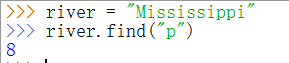 >>> river = "Mississippi"
>>> river.find("p")
8